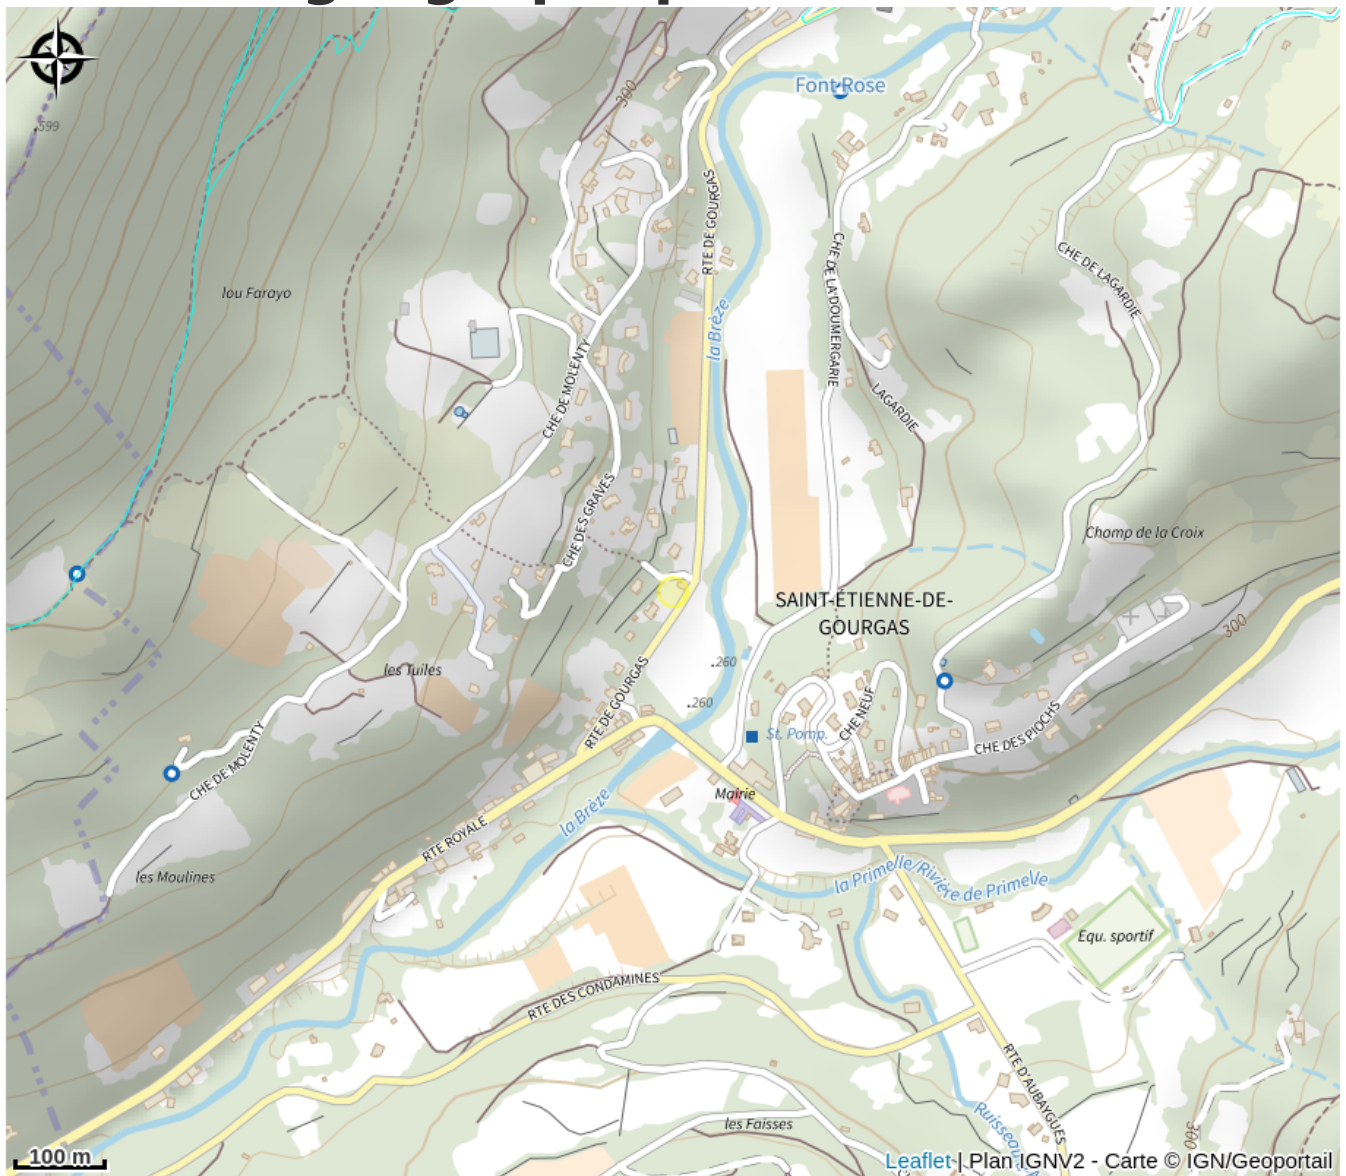 Font-Rose
300
599
RTE DE GOURGAS
CHE DE LA DOUMERGARIE
CHE DE LAGARDIE
lou Farayo
la Brèze
CHE DE MOLENTY
LAGARDIE
CHE DES GRAVES
Champ de la Croix
SAINT-ÉTIENNE-DE-
GOURGAS
300
.260
les Tuiles
.260
RTE DE GOURGAS
CHE NEUF
St. Pomp.
CHE DES PIOCHS
CHE DE MOLENTY
Mairie
la Brèze
RTE ROYALE
les Moulines
la Primelle/Rivière de Primelle
Equ. sportif
RTE DES CONDAMINES
RTE D'AUBAYGUES
Ruisseau
les Faïsses
300
100 m
Leaflet | Plan IGNV2 - Carte © IGN/Geoportail